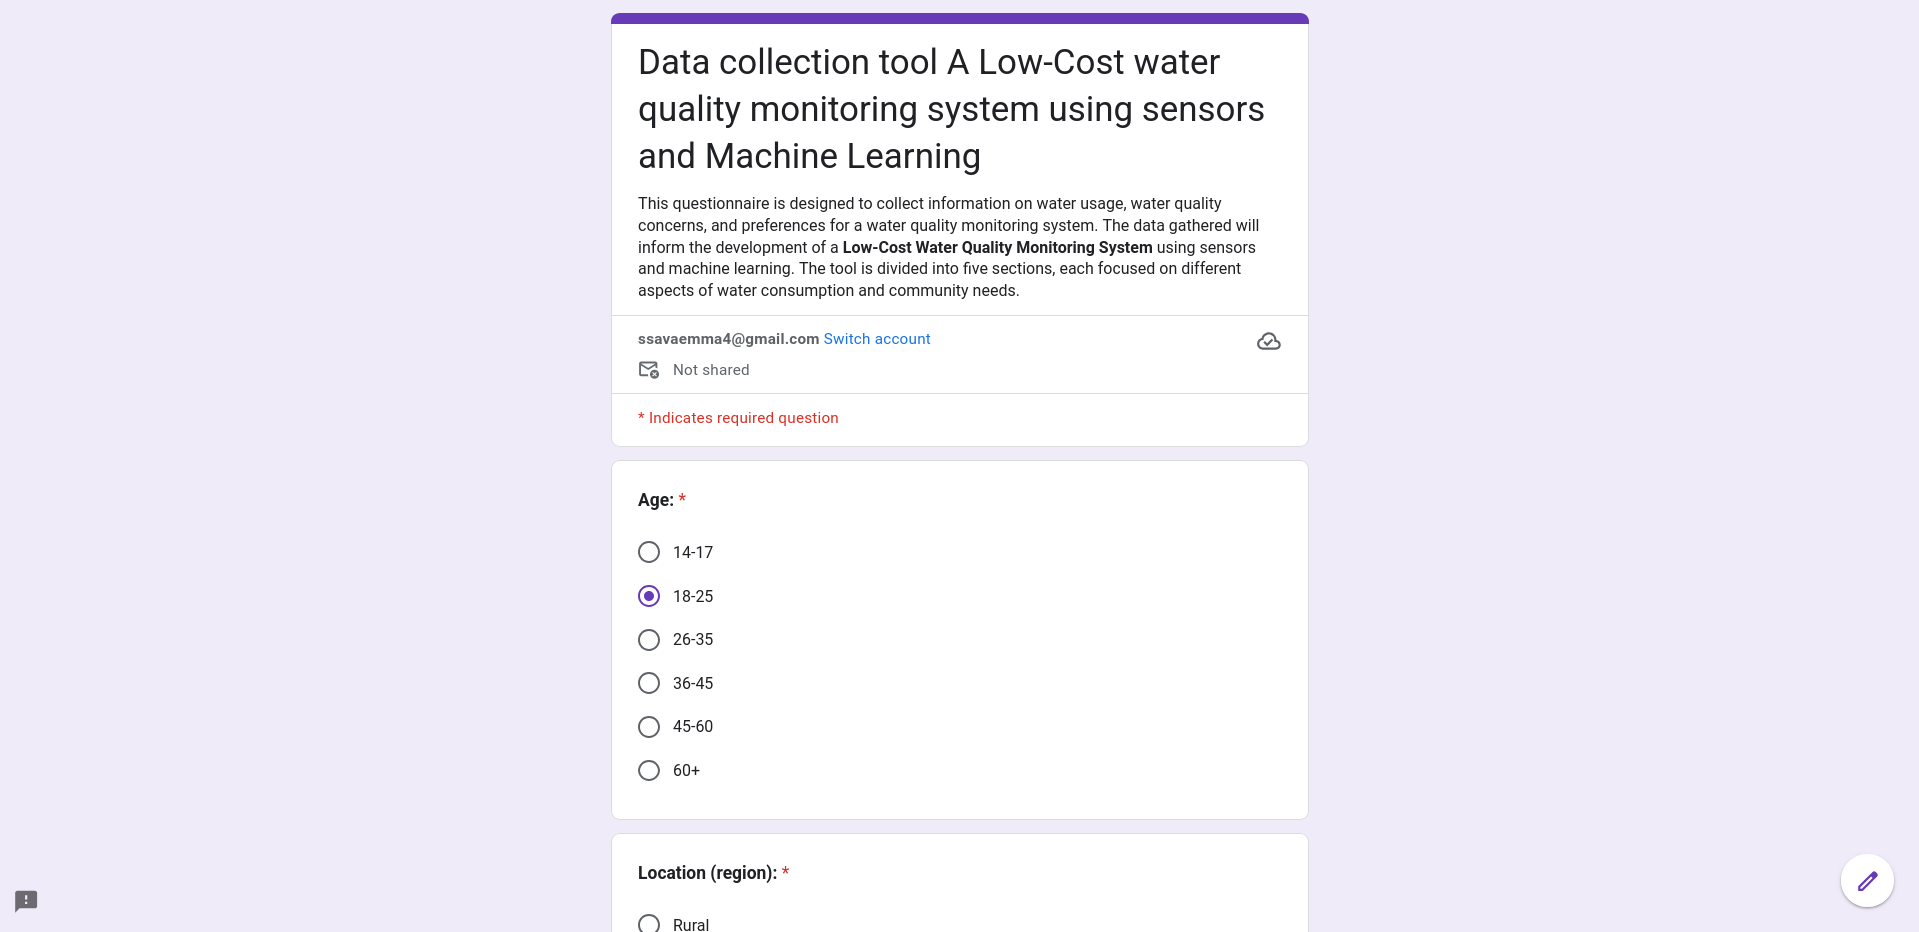 Data collection tool A Low-Cost water
quality monitoring system using sensors
and Machine Learning
This questionnaire is designed to collect information on water usage, water quality
concerns, and preferences for a water quality monitoring system. The data gathered will
inform the development of a Low-Cost Water Quality Monitoring System using sensors
and machine learning. The tool is divided into five sections, each focused on different
aspects of water consumption and community needs.
ssavaemma4@gmail.com Switch account
Not shared
* Indicates required question
Age: *
14-17
18-25
26-35
36-45
45-60
60+
Location (region): *
Rural